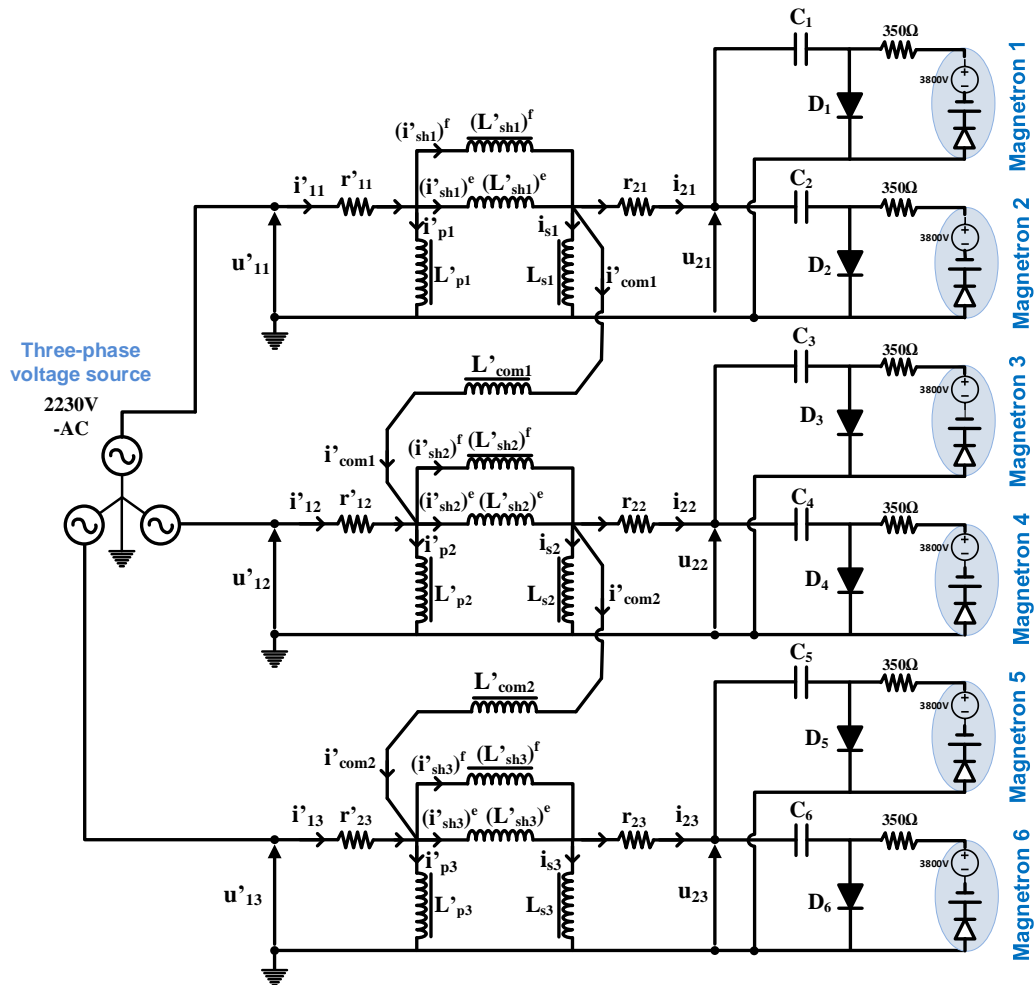 C1
350Ω
3800V
D1
Magnetron 1
(i'sh1)f
(L'sh1)f
i'11
r'11
(i'sh1)e
(L'sh1)e
r21
i21
C2
350Ω
3800V
D2
Magnetron 2
i'p1
is1
u'11
L'p1
Ls1
i'com1
u21
Three-phase
voltage source
2230V
-AC
L'com1
C3
350Ω
3800V
D3
Magnetron 3
i'com1
(i'sh2)f
(L'sh2)f
i'12
r'12
(i'sh2)e
(L'sh2)e
r22
i22
C4
350Ω
3800V
D4
Magnetron 4
i'p2
is2
u'12
L'p2
Ls2
i'com2
u22
L'com2
C5
350Ω
3800V
D5
Magnetron 5
i'com2
(i'sh3)f
(L'sh3)f
i'13
r'23
(i'sh3)e
(L'sh3)e
r23
i23
C6
350Ω
3800V
D6
Magnetron 6
i'p3
is3
u'13
L'p3
Ls3
u23